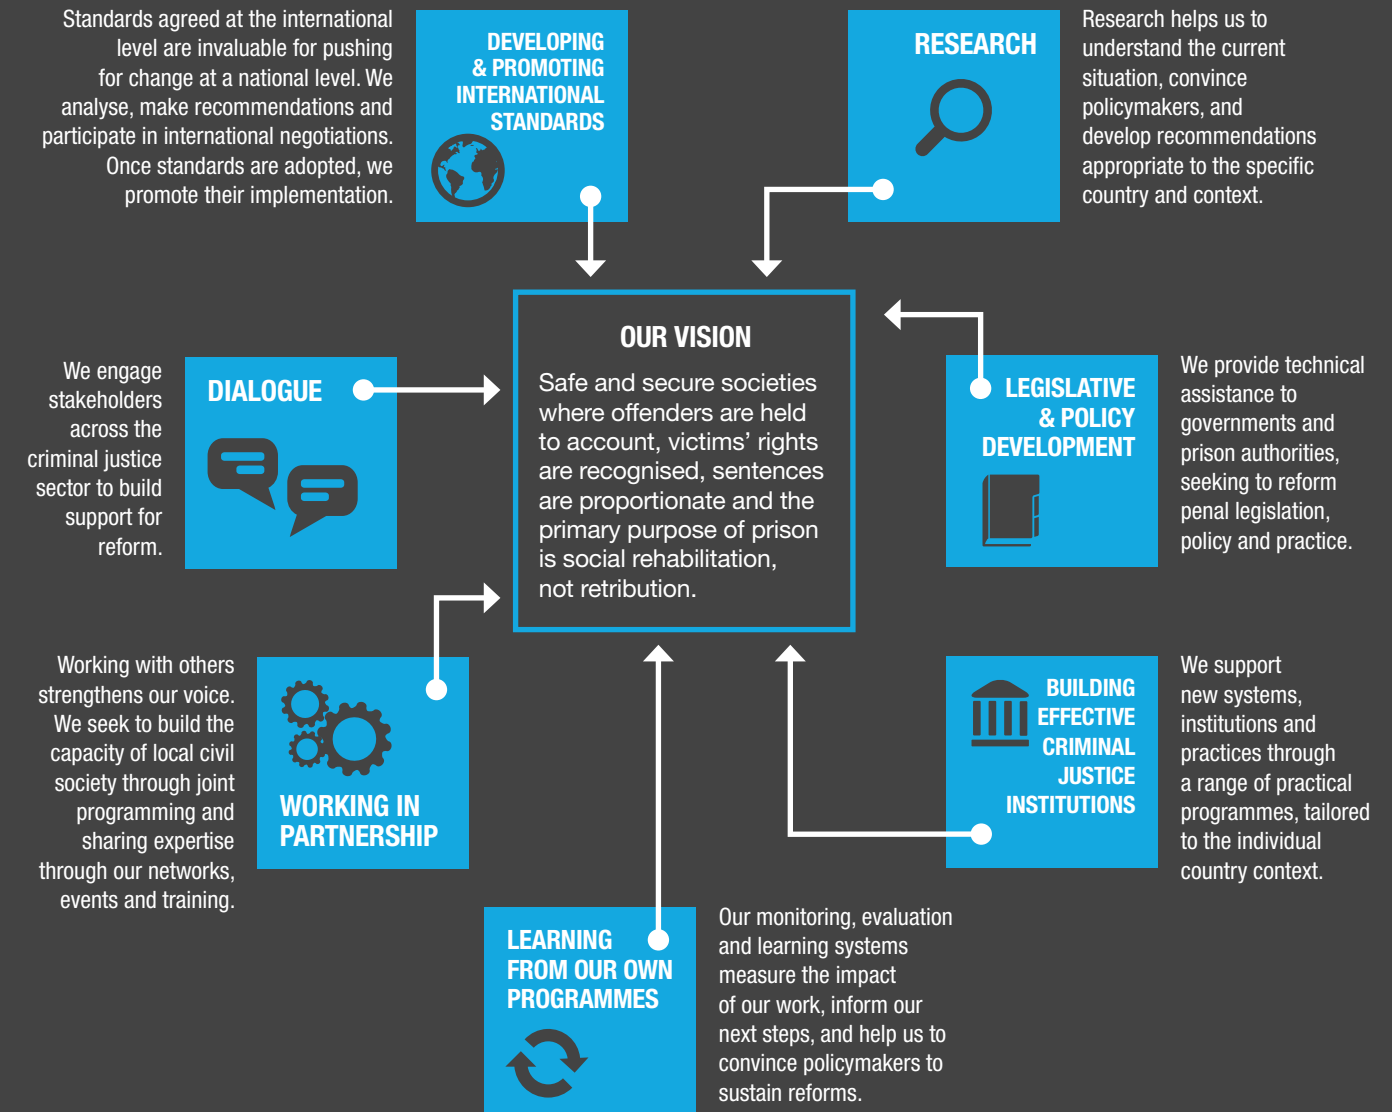 Standards agreed at the international
level are invaluable for pushing
for change at a national level. We
analyse, make recommendations and
participate in international negotiations.
Once standards are adopted, we
promote their implementation.
DEVELOPING
& PROMOTING
INTERNATIONAL
STANDARDS
RESEARCH
Research helps us to
understand the current
situation, convince
policymakers, and
develop recommendations
appropriate to the specific
country and context.
We engage
stakeholders
across the
criminal justice
sector to build
support for
reform.
DIALOGUE
OUR VISION
Safe and secure societies
where offenders are held
to account, victims’ rights
are recognised, sentences
are proportionate and the
primary purpose of prison
is social rehabilitation,
not retribution.
LEGISLATIVE
& POLICY
DEVELOPMENT
We provide technical
assistance to
governments and
prison authorities,
seeking to reform
penal legislation,
policy and practice.
Working with others
strengthens our voice.
We seek to build the
capacity of local civil
society through joint
programming and
sharing expertise
through our networks,
events and training.
WORKING IN
PARTNERSHIP
BUILDING
EFFECTIVE
CRIMINAL
JUSTICE
INSTITUTIONS
We support
new systems,
institutions and
practices through
a range of practical
programmes, tailored
to the individual
country context.
LEARNING
FROM OUR OWN
PROGRAMMES
Our monitoring, evaluation
and learning systems
measure the impact
of our work, inform our
next steps, and help us to
convince policymakers to
sustain reforms.